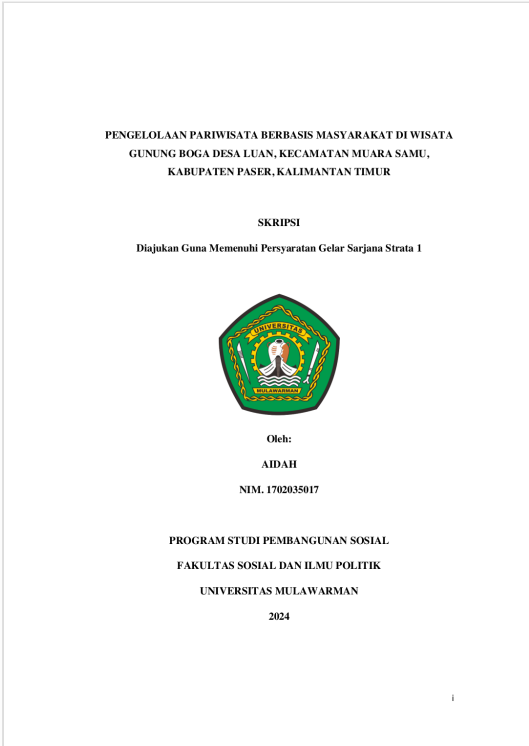 PENGELOLAAN PARIWISATA BERBASIS MASYARAKAT DI WISATA
GUNUNG BOGA DESA LUAN, KECAMATAN MUARA SAMU,
KABUPATEN PASER, KALIMANTAN TIMUR
SKRIPSI
Diajukan Guna Memenuhi Persyaratan Gelar Sarjana Strata 1
UNIVERSITAS
MULAWARMAN
Oleh:
AIDAH
NIM. 1702035017
PROGRAM STUDI PEMBANGUNAN SOSIAL
FAKULTAS SOSIAL DAN ILMU POLITIK
UNIVERSITAS MULAWARMAN
2024
i